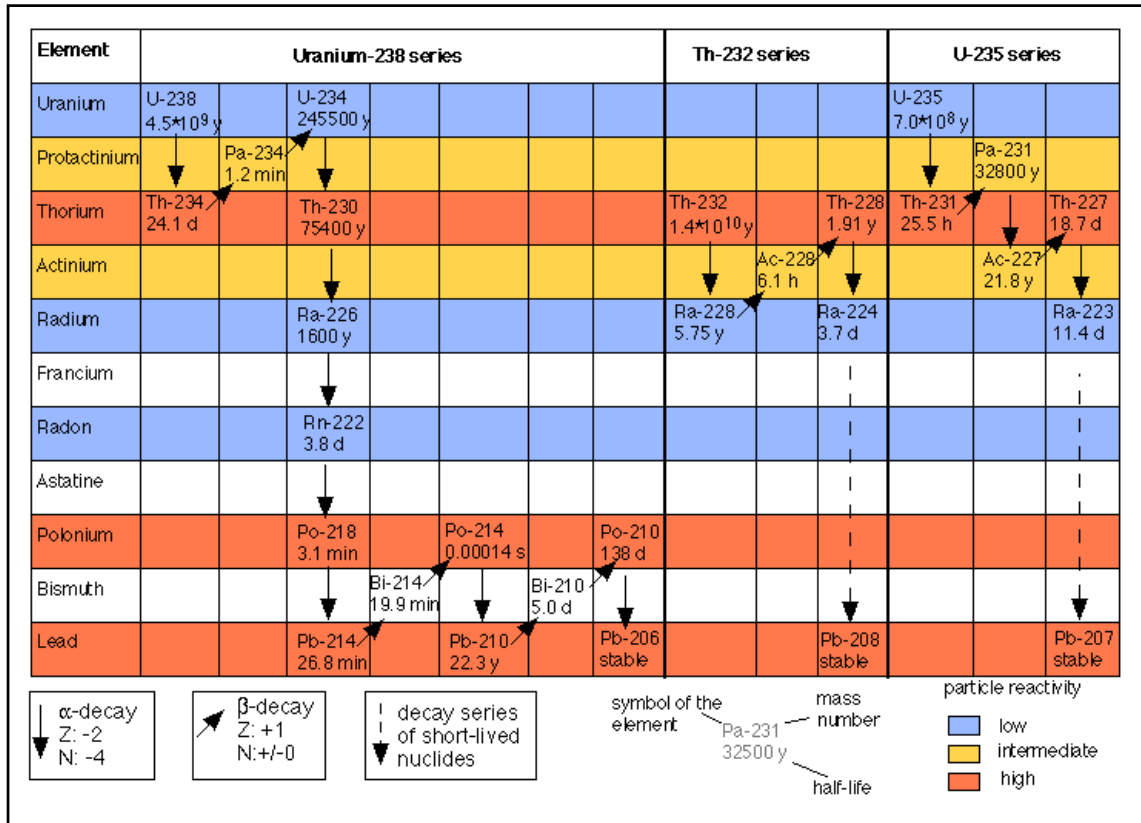 Element Uranium-238 series Th-232 series U-235 series
Uranium U-238 U-234 U-235
4.5*10⁹ y 245500 y 7.0*10⁸ y
Protactinium Pa-234 Pa-231
1.2 min 32800 y
Thorium Th-234 Th-230 Th-232 Th-228 Th-231 Th-227
24.1 d 75400 y 1.4*10¹⁰ y 1.91 y 25.5 h 18.7 d
Actinium Ac-228 Ac-227
6.1 h 21.8 y
Radium Ra-226 Ra-228 Ra-224 Ra-223
1600 y 5.75 y 3.7 d 11.4 d
Francium
Radon Rn-222
3.8 d
Astatine
Polonium Po-218 Po-214 Po-210
3.1 min 0.00014 s 138 d
Bismuth Bi-214 Bi-210
19.9 min 5.0 d
Lead Pb-214 Pb-210 Pb-206 Pb-208 Pb-207
26.8 min 22.3 y stable stable stable
α-decay
Z: -2
N: -4
β-decay
Z: +1
N:+/-0
decay series
of short-lived
nuclides
symbol of the
element
mass
number
Pa-231
32500 y
half-life
particle reactivity
low
intermediate
high